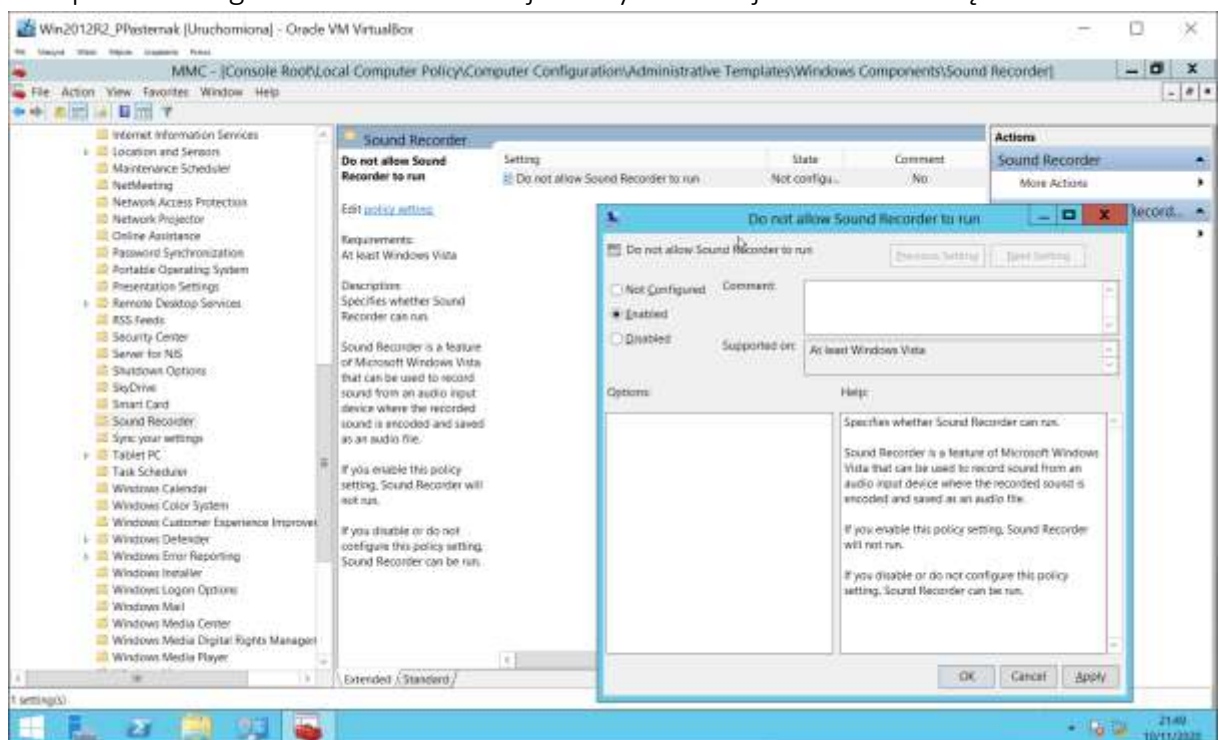 Win2012R2_PPasternak [Uruchomiona] - Oracle VM VirtualBox
MMC - [Console Root\Local Computer Policy\Computer Configuration\Administrative Templates\Windows Components\Sound Recorder]
File Action View Favorites Window Help
Internet Information Services
Location and Sensors
Maintenance Scheduler
NetMeeting
Network Access Protection
Network Projector
Online Assistance
Password Synchronization
Portable Operating System
Presentation Settings
Remote Desktop Services
RSS Feeds
Security Center
Server for NIS
Shutdown Options
SkyDrive
Smart Card
Sound Recorder
Sync your settings
Tablet PC
Task Scheduler
Windows Calendar
Windows Color System
Windows Customer Experience Improve
Windows Defender
Windows Error Reporting
Windows Installer
Windows Logon Options
Windows Mail
Windows Media Center
Windows Media Digital Rights Manager
Windows Media Player
1 setting(s)
Sound Recorder
Do not allow Sound
Recorder to run
Edit policy setting
Requirements:
At least Windows Vista
Description:
Specifies whether Sound
Recorder can run.
Sound Recorder is a feature
of Microsoft Windows Vista
that can be used to record
sound from an audio input
device where the recorded
sound is encoded and saved
as an audio file.
If you enable this policy
setting, Sound Recorder will
not run.
If you disable or do not
configure this policy setting,
Sound Recorder can be run.
Extended Standard
Setting State Comment
Do not allow Sound Recorder to run Not configu... No
Actions
Sound Recorder
More Actions
Record...
Do not allow Sound Recorder to run
Do not allow Sound Recorder to run
Previous Setting Next Setting
Not Configured Comment:
Enabled
Disabled
Supported on: At least Windows Vista
Options: Help:
Specifies whether Sound Recorder can run.
Sound Recorder is a feature of Microsoft Windows
Vista that can be used to record sound from an
audio input device where the recorded sound is
encoded and saved as an audio file.
If you enable this policy setting, Sound Recorder
will not run.
If you disable or do not configure this policy
setting, Sound Recorder can be run.
OK Cancel Apply
21:49
10/11/2020